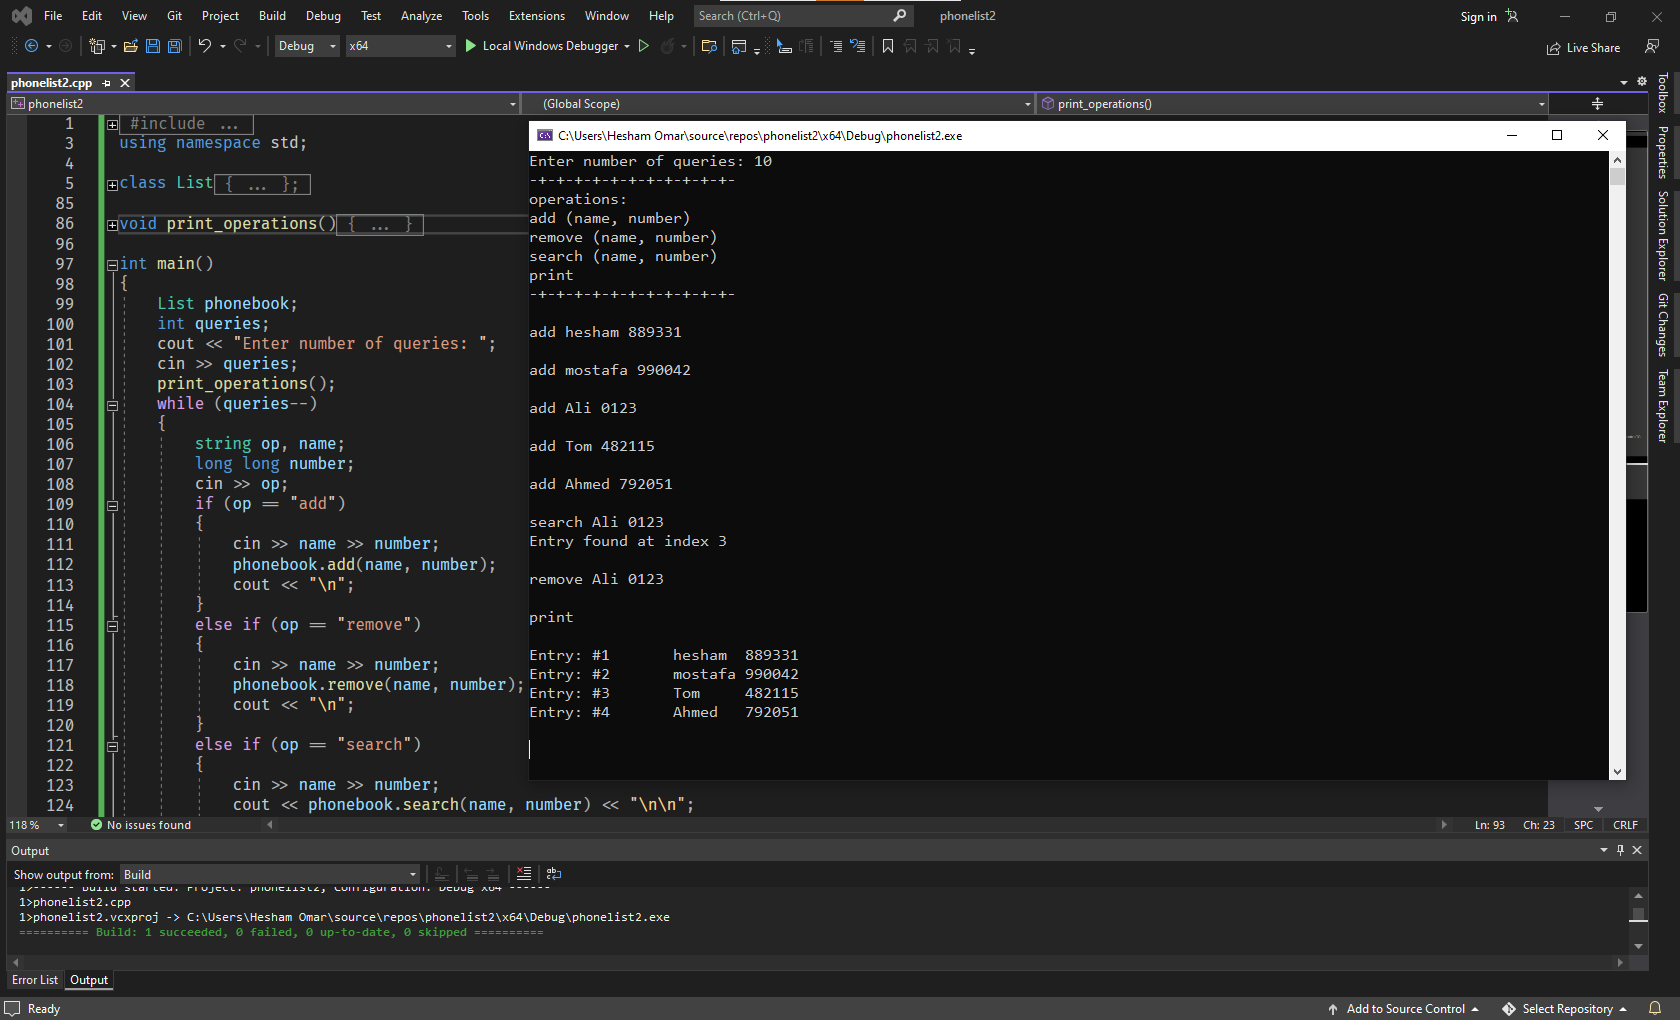 File Edit View Git Project Build Debug Test Analyze Tools Extensions Window Help Search (Ctrl+Q) phonelist2 Sign in
Debug x64 Local Windows Debugger Live Share
phonelist2.cpp
phonelist2 (Global Scope) print_operations()
1 #include ...
3 using namespace std;
4
5 class List { ... };
85
86 void print_operations() { ... }
96
97 int main()
98 {
99 List phonebook;
100 int queries;
101 cout << "Enter number of queries: ";
102 cin >> queries;
103 print_operations();
104 while (queries--)
105 {
106 string op, name;
107 long long number;
108 cin >> op;
109 if (op == "add")
110 {
111 cin >> name >> number;
112 phonebook.add(name, number);
113 cout << "\n";
114 }
115 else if (op == "remove")
116 {
117 cin >> name >> number;
118 phonebook.remove(name, number);
119 cout << "\n";
120 }
121 else if (op == "search")
122 {
123 cin >> name >> number;
124 cout << phonebook.search(name, number) << "\n\n";
C:\Users\Hesham Omar\source\repos\phonelist2\x64\Debug\phonelist2.exe
Enter number of queries: 10
-+-+-+-+-+-+-+-+-+-+-+-
operations:
add (name, number)
remove (name, number)
search (name, number)
print
-+-+-+-+-+-+-+-+-+-+-+-
add hesham 889331
add mostafa 990042
add Ali 0123
add Tom 482115
add Ahmed 792051
search Ali 0123
Entry found at index 3
remove Ali 0123
print
Entry: #1 hesham 889331
Entry: #2 mostafa 990042
Entry: #3 Tom 482115
Entry: #4 Ahmed 792051
Toolbox
Properties
Solution Explorer
Git Changes
Team Explorer
118 % No issues found Ln: 93 Ch: 23 SPC CRLF
Output
Show output from: Build
1>------ Build started: Project: phonelist2, Configuration: Debug x64 ------
1>phonelist2.cpp
1>phonelist2.vcxproj -> C:\Users\Hesham Omar\source\repos\phonelist2\x64\Debug\phonelist2.exe
========== Build: 1 succeeded, 0 failed, 0 up-to-date, 0 skipped ==========
Error List Output
Ready Add to Source Control Select Repository